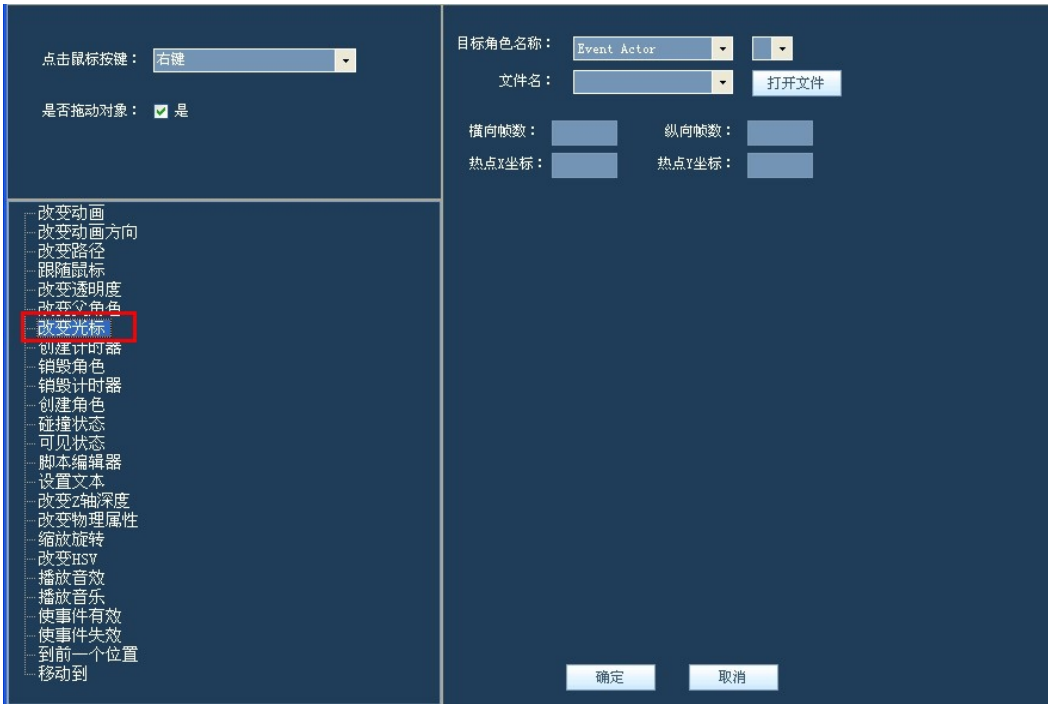 点击鼠标按键： 右键
是否拖动对象： 是
目标角色名称： Event Actor
文件名： 打开文件
横向帧数： 纵向帧数：
热点X坐标： 热点Y坐标：
改变动画
改变动画方向
改变路径
跟随鼠标
改变透明度
改变父角色
改变光标
创建计时器
销毁角色
销毁计时器
创建角色
碰撞状态
可见状态
脚本编辑器
设置文本
改变Z轴深度
改变物理属性
缩放旋转
改变HSV
播放音效
播放音乐
使事件有效
使事件失效
到前一个位置
移动到
确定 取消